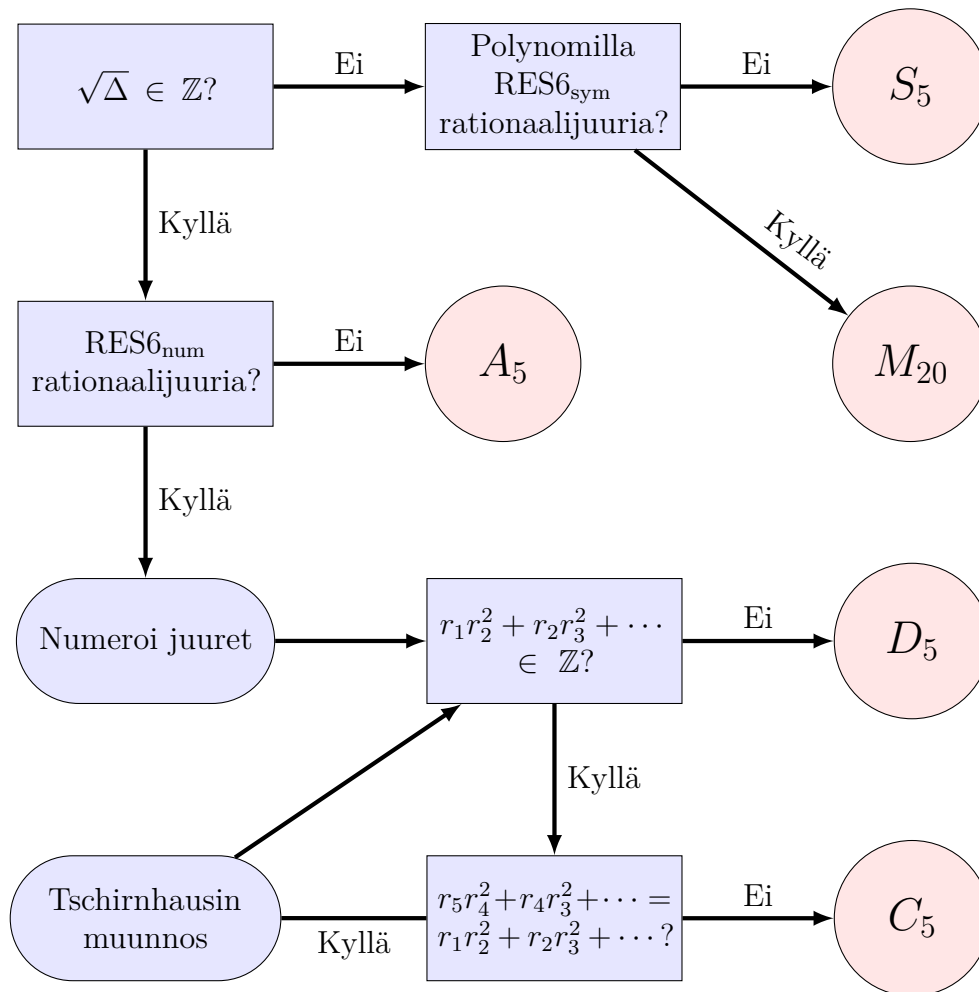 √Δ ∈ ℤ?
Ei
Polynomilla
RES6sym
rationaalijuuria?
Ei
S₅
Kyllä
Kyllä
RES6num
rationaalijuuria?
Ei
A₅
M₂₀
Kyllä
Numeroi juuret
r₁r₂² + r₂r₃² + ⋯
∈ ℤ?
Ei
D₅
Kyllä
Tschirnhausin
muunnos
Kyllä
r₅r₄²+r₄r₃²+⋯ =
r₁r₂² + r₂r₃² + ⋯?
Ei
C₅